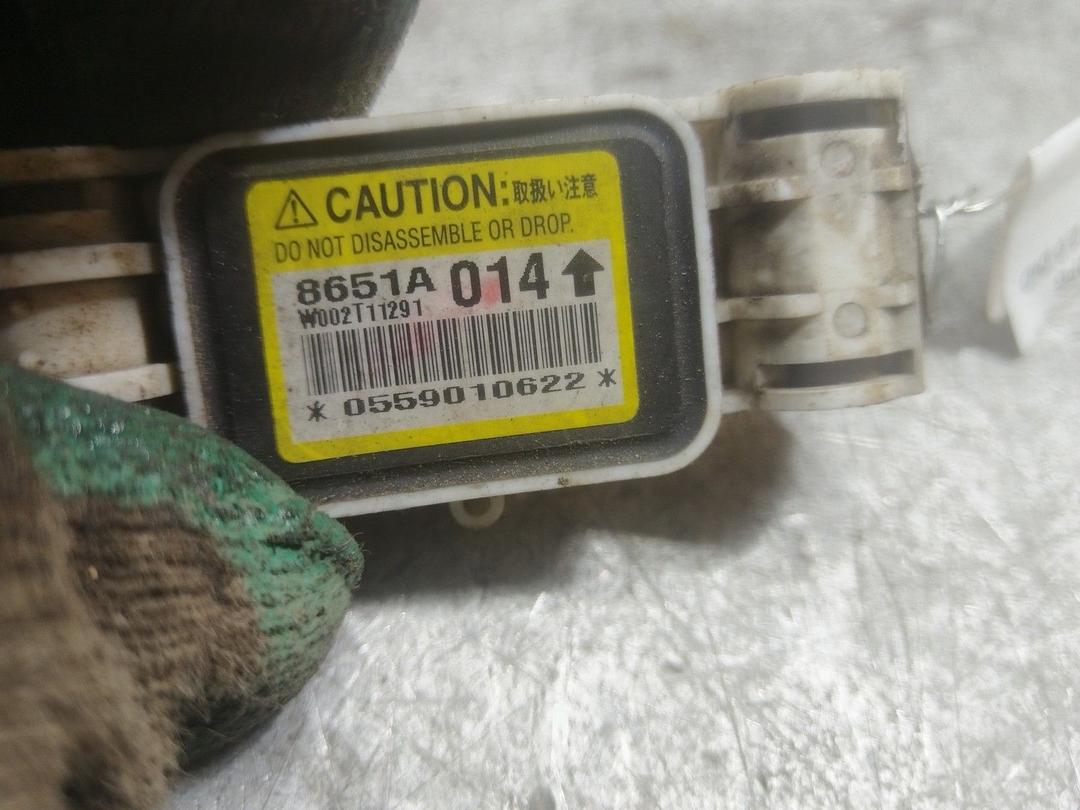 CAUTION:取扱い注意
DO NOT DISASSEMBLE OR DROP.
8651A 014
W002T11291
* 0559010622 *